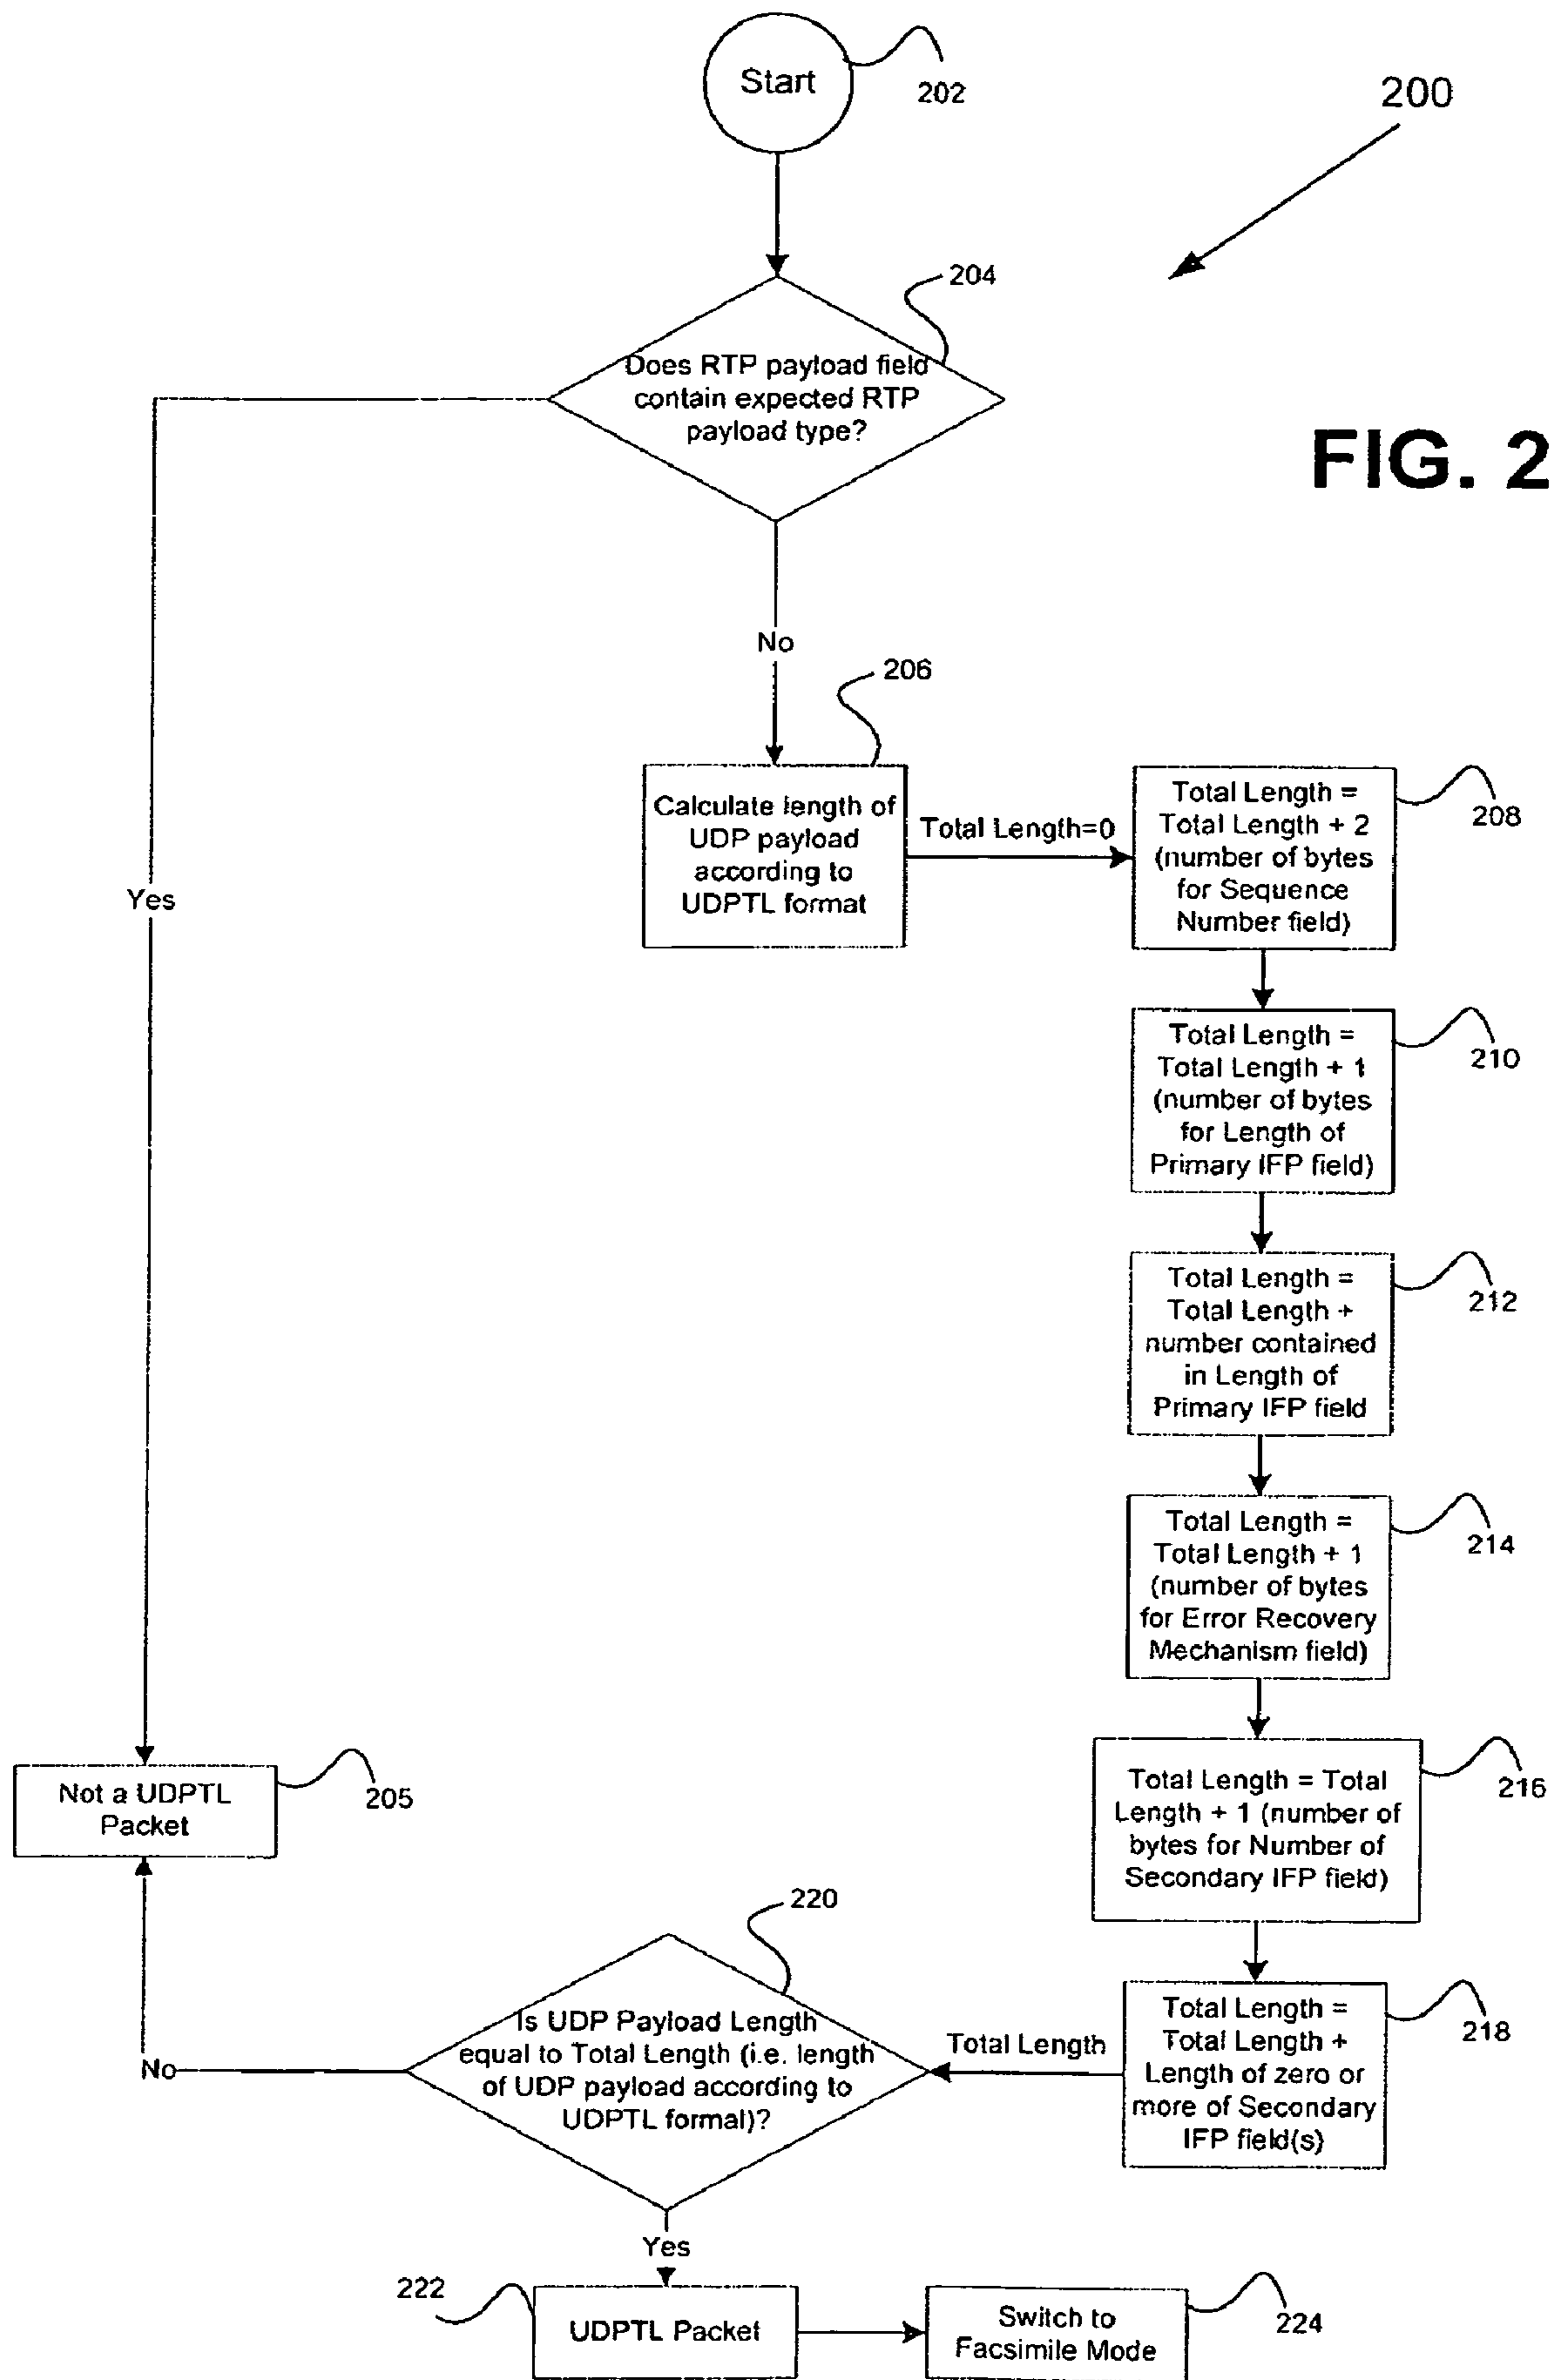 Start
202
200
204
Does RTP payload field
contain expected RTP
payload type?
FIG. 2
No
206
Calculate length of
UDP payload
according to
UDPTL format
Total Length=0
Total Length =
Total Length + 2
(number of bytes
for Sequence
Number field)
208
Yes
Total Length =
Total Length + 1
(number of bytes
for Length of
Primary IFP field)
210
Total Length =
Total Length +
number contained
in Length of
Primary IFP field
212
Total Length =
Total Length + 1
(number of bytes
for Error Recovery
Mechanism field)
214
Total Length = Total
Length + 1 (number of
bytes for Number of
Secondary IFP field)
216
Not a UDPTL
Packet
205
220
Is UDP Payload Length
equal to Total Length (i.e. length
of UDP payload according to
UDPTL formal)?
Total Length
Total Length =
Total Length +
Length of zero or
more of Secondary
IFP field(s)
218
No
Yes
222
UDPTL Packet
Switch to
Facsimile Mode
224